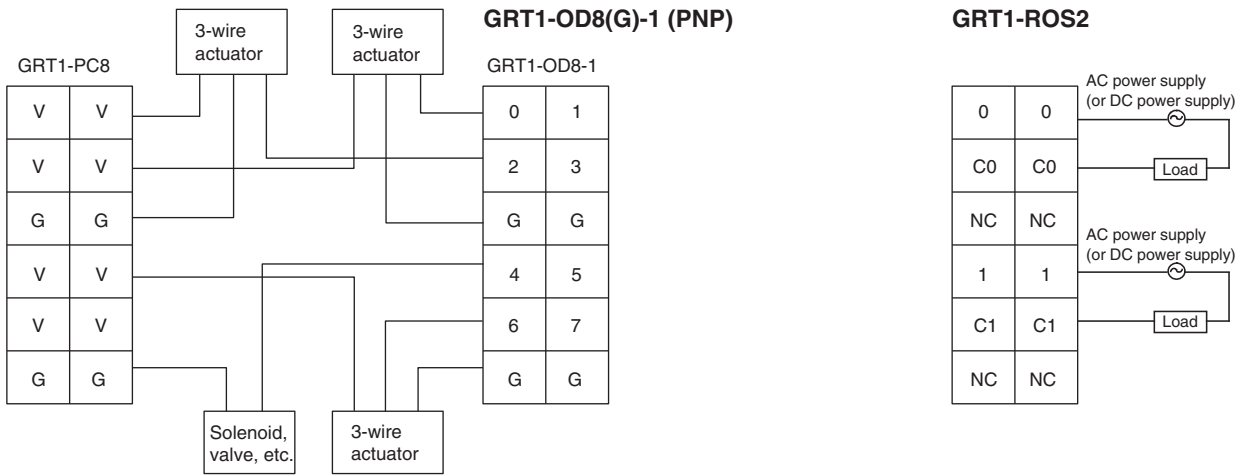 GRT1-OD8(G)-1 (PNP)
3-wire
actuator
3-wire
actuator
GRT1-PC8
GRT1-OD8-1
V V
V V
G G
V V
V V
G G
0 1
2 3
G G
4 5
6 7
G G
Solenoid,
valve, etc.
3-wire
actuator
GRT1-ROS2
AC power supply
(or DC power supply)
0 0
C0 C0
Load
NC NC
AC power supply
(or DC power supply)
1 1
C1 C1
Load
NC NC